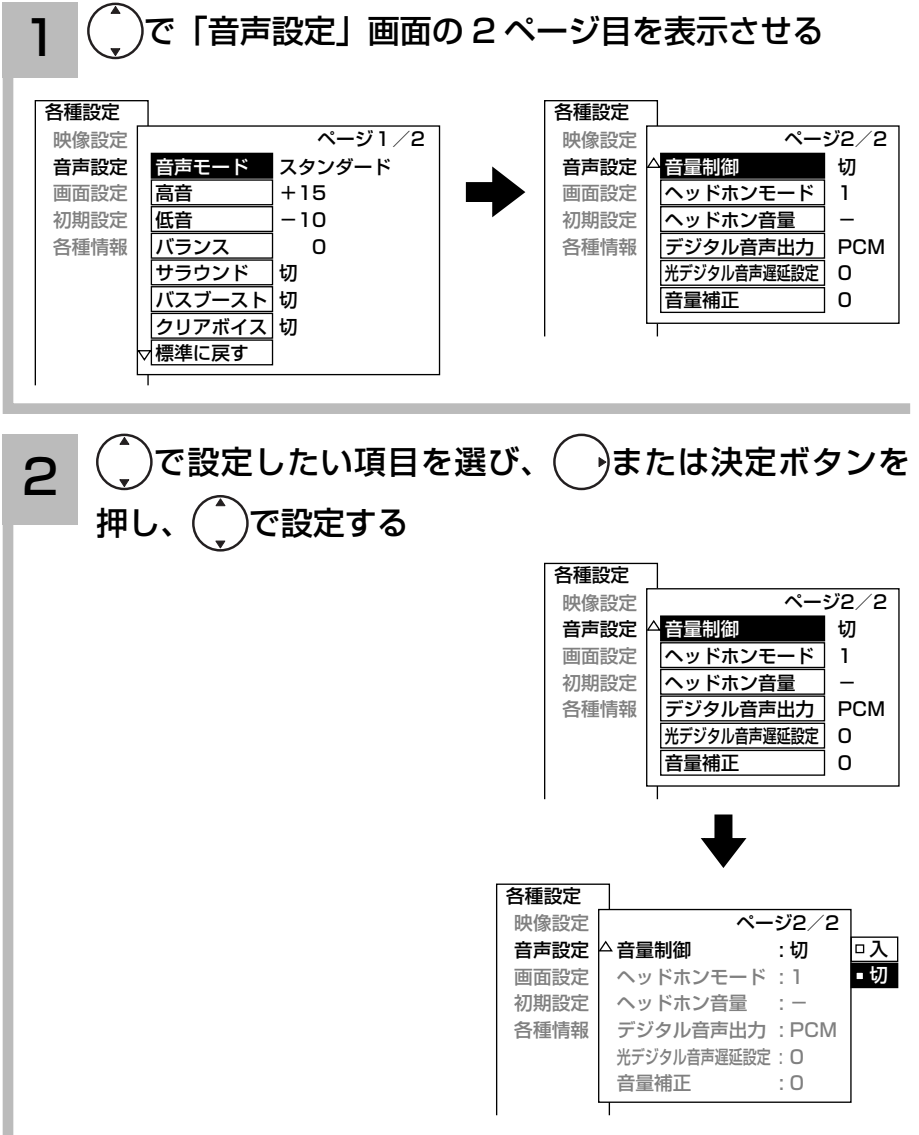 1
で「音声設定」画面の2ページ目を表示させる
各種設定
映像設定
音声設定
画面設定
初期設定
各種情報
ページ1／2
音声モード スタンダード
高音 ＋15
低音 －10
バランス 0
サラウンド 切
バスブースト 切
クリアボイス 切
▽標準に戻す
各種設定
映像設定
音声設定
画面設定
初期設定
各種情報
ページ2／2
△音量制御 切
ヘッドホンモード 1
ヘッドホン音量 －
デジタル音声出力 PCM
光デジタル音声遅延設定 0
音量補正 0
2
で設定したい項目を選び、または決定ボタンを
押し、で設定する
各種設定
映像設定
音声設定
画面設定
初期設定
各種情報
ページ2／2
△音量制御 切
ヘッドホンモード 1
ヘッドホン音量 －
デジタル音声出力 PCM
光デジタル音声遅延設定 0
音量補正 0
各種設定
映像設定
音声設定
画面設定
初期設定
各種情報
ページ2／2
△音量制御 ：切
ヘッドホンモード ：1
ヘッドホン音量 ：－
デジタル音声出力 ：PCM
光デジタル音声遅延設定：0
音量補正 ：0
入
切